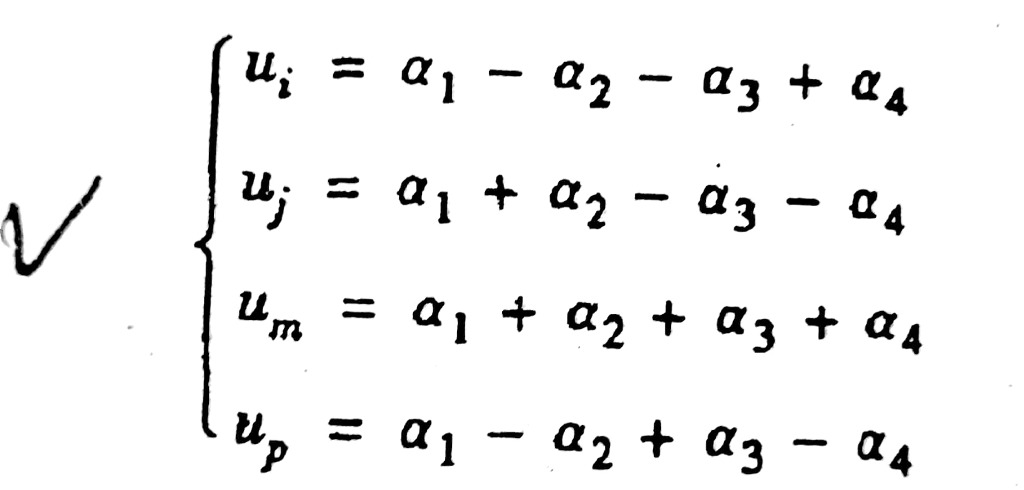 u_i = α_1 − α_2 − α_3 + α_4
u_j = α_1 + α_2 − α_3 − α_4
u_m = α_1 + α_2 + α_3 + α_4
u_p = α_1 − α_2 + α_3 − α_4